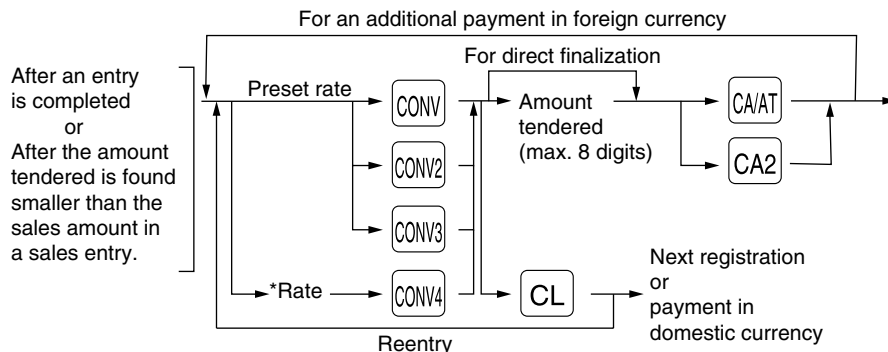 For an additional payment in foreign currency
For direct finalization
After an entry
is completed
or
After the amount
tendered is found
smaller than the
sales amount in
a sales entry.
Preset rate
CONV
CONV2
CONV3
*Rate
CONV4
Amount
tendered
(max. 8 digits)
CA/AT
CA2
CL
Next registration
or
payment in
domestic currency
Reentry